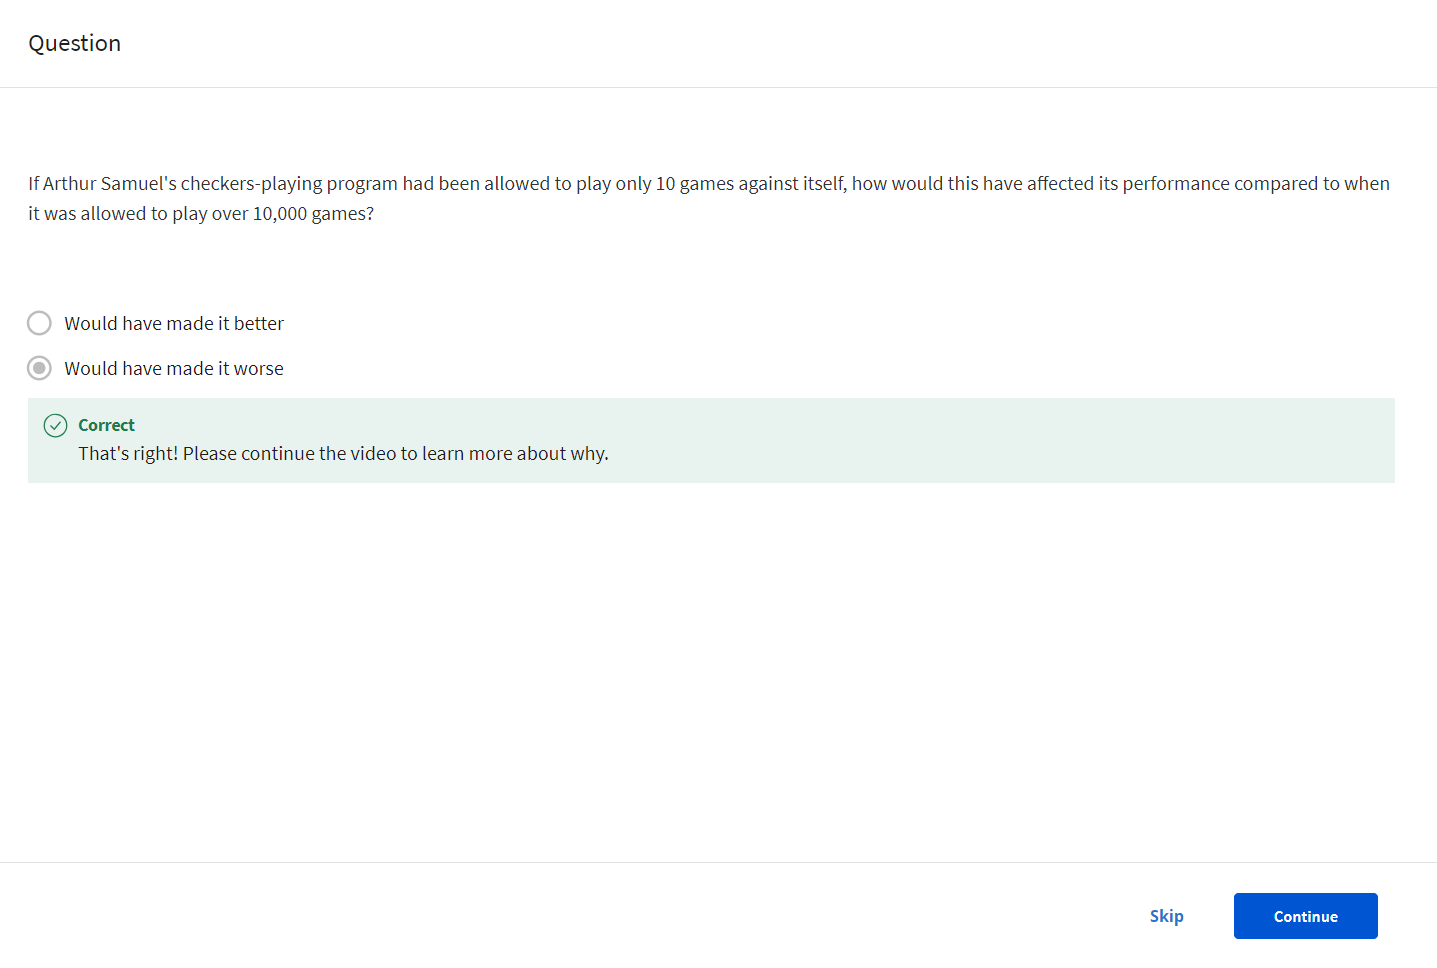 Question
If Arthur Samuel's checkers-playing program had been allowed to play only 10 games against itself, how would this have affected its performance compared to when
it was allowed to play over 10,000 games?
Would have made it better
Would have made it worse
Correct
That's right! Please continue the video to learn more about why.
Skip
Continue